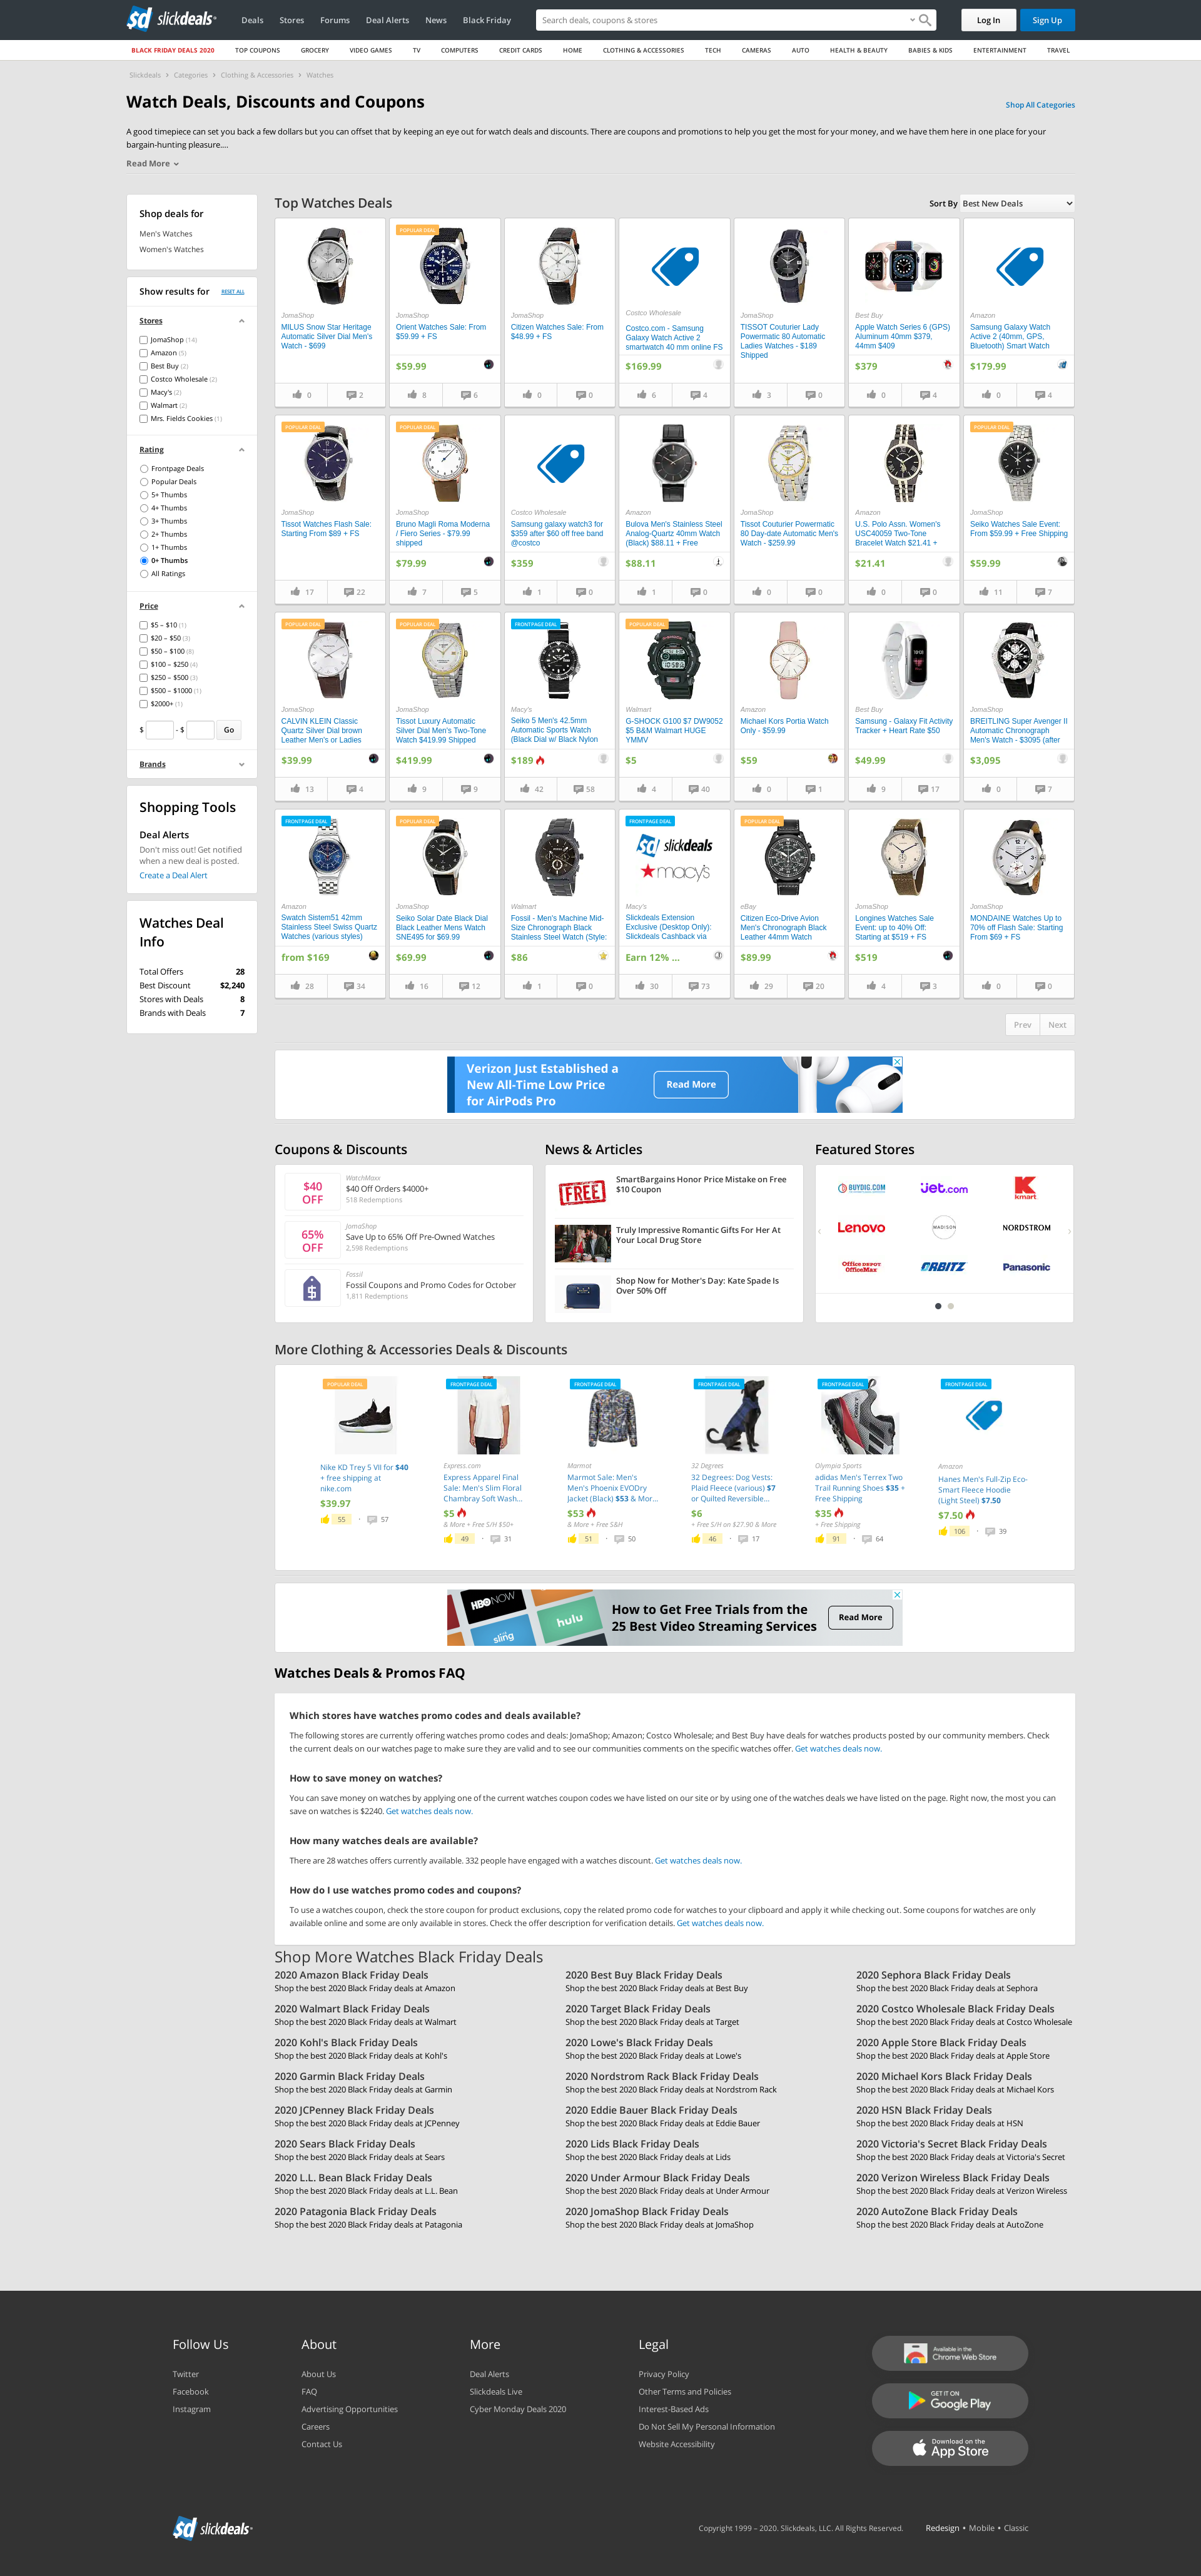 sd slickdeals
Deals Stores Forums Deal Alerts News Black Friday
Search deals, coupons & stores
Log In
Sign Up
BLACK FRIDAY DEALS 2020 TOP COUPONS GROCERY VIDEO GAMES TV COMPUTERS CREDIT CARDS HOME CLOTHING & ACCESSORIES TECH CAMERAS AUTO HEALTH & BEAUTY BABIES & KIDS ENTERTAINMENT TRAVEL
Slickdeals › Categories › Clothing & Accessories › Watches
Watch Deals, Discounts and Coupons
Shop All Categories
A good timepiece can set you back a few dollars but you can offset that by keeping an eye out for watch deals and discounts. There are coupons and promotions to help you get the most for your money, and we have them here in one place for your
bargain-hunting pleasure....
Read More
Shop deals for
Men's Watches
Women's Watches
Show results for RESET ALL
Stores
JomaShop (14)
Amazon (5)
Best Buy (2)
Costco Wholesale (2)
Macy's (2)
Walmart (2)
Mrs. Fields Cookies (1)
Rating
Frontpage Deals
Popular Deals
5+ Thumbs
4+ Thumbs
3+ Thumbs
2+ Thumbs
1+ Thumbs
0+ Thumbs
All Ratings
Price
$5 – $10 (1)
$20 – $50 (3)
$50 – $100 (8)
$100 – $250 (4)
$250 – $500 (3)
$500 – $1000 (1)
$2000+ (1)
$ - $ Go
Brands
Shopping Tools
Deal Alerts
Don't miss out! Get notified
when a new deal is posted.
Create a Deal Alert
Watches Deal
Info
Total Offers 28
Best Discount $2,240
Stores with Deals 8
Brands with Deals 7
Top Watches Deals
Sort By Best New Deals
JomaShop
MILUS Snow Star Heritage
Automatic Silver Dial Men's
Watch - $699
0 2
POPULAR DEAL
JomaShop
Orient Watches Sale: From
$59.99 + FS
$59.99
8 6
JomaShop
Citizen Watches Sale: From
$48.99 + FS
0 0
Costco Wholesale
Costco.com - Samsung
Galaxy Watch Active 2
smartwatch 40 mm online FS
$169.99
6 4
JomaShop
TISSOT Couturier Lady
Powermatic 80 Automatic
Ladies Watches - $189
Shipped
3 0
Best Buy
Apple Watch Series 6 (GPS)
Aluminum 40mm $379,
44mm $409
$379
0 4
Amazon
Samsung Galaxy Watch
Active 2 (40mm, GPS,
Bluetooth) Smart Watch
$179.99
0 4
POPULAR DEAL
JomaShop
Tissot Watches Flash Sale:
Starting From $89 + FS
17 22
POPULAR DEAL
JomaShop
Bruno Magli Roma Moderna
/ Fiero Series - $79.99
shipped
$79.99
7 5
Costco Wholesale
Samsung galaxy watch3 for
$359 after $60 off free band
@costco
$359
1 0
Amazon
Bulova Men's Stainless Steel
Analog-Quartz 40mm Watch
(Black) $88.11 + Free
$88.11
1 0
JomaShop
Tissot Couturier Powermatic
80 Day-date Automatic Men's
Watch - $259.99
0 0
Amazon
U.S. Polo Assn. Women's
USC40059 Two-Tone
Bracelet Watch $21.41 +
$21.41
0 0
POPULAR DEAL
JomaShop
Seiko Watches Sale Event:
From $59.99 + Free Shipping
$59.99
11 7
POPULAR DEAL
JomaShop
CALVIN KLEIN Classic
Quartz Silver Dial brown
Leather Men's or Ladies
$39.99
13 4
POPULAR DEAL
JomaShop
Tissot Luxury Automatic
Silver Dial Men's Two-Tone
Watch $419.99 Shipped
$419.99
9 9
FRONTPAGE DEAL
Macy's
Seiko 5 Men's 42.5mm
Automatic Sports Watch
(Black Dial w/ Black Nylon
$189
42 58
POPULAR DEAL
Walmart
G-SHOCK G100 $7 DW9052
$5 B&M Walmart HUGE
YMMV
$5
4 40
Amazon
Michael Kors Portia Watch
Only - $59.99
$59
0 1
Best Buy
Samsung - Galaxy Fit Activity
Tracker + Heart Rate $50
$49.99
9 17
JomaShop
BREITLING Super Avenger II
Automatic Chronograph
Men's Watch - $3095 (after
$3,095
0 7
FRONTPAGE DEAL
Amazon
Swatch Sistem51 42mm
Stainless Steel Swiss Quartz
Watches (various styles)
from $169
28 34
POPULAR DEAL
JomaShop
Seiko Solar Date Black Dial
Black Leather Mens Watch
SNE495 for $69.99
$69.99
16 12
Walmart
Fossil - Men's Machine Mid-
Size Chronograph Black
Stainless Steel Watch (Style:
$86
1 0
FRONTPAGE DEAL
sd slickdeals
macy's
Macy's
Slickdeals Extension
Exclusive (Desktop Only):
Slickdeals Cashback via
Earn 12% ...
30 73
POPULAR DEAL
eBay
Citizen Eco-Drive Avion
Men's Chronograph Black
Leather 44mm Watch
$89.99
29 20
JomaShop
Longines Watches Sale
Event: up to 40% Off:
Starting at $519 + FS
$519
4 3
JomaShop
MONDAINE Watches Up to
70% off Flash Sale: Starting
From $69 + FS
0 0
Prev Next
Verizon Just Established a
New All-Time Low Price
for AirPods Pro
Read More
Coupons & Discounts
$40
OFF
WatchMaxx
$40 Off Orders $4000+
518 Redemptions
65%
OFF
JomaShop
Save Up to 65% Off Pre-Owned Watches
2,598 Redemptions
Fossil
Fossil Coupons and Promo Codes for October
1,811 Redemptions
News & Articles
FREE
SmartBargains Honor Price Mistake on Free
$10 Coupon
Truly Impressive Romantic Gifts For Her At
Your Local Drug Store
Shop Now for Mother's Day: Kate Spade Is
Over 50% Off
Featured Stores
BUYDIG.COM jet.com kmart
Lenovo MADISON NORDSTROM
Office DEPOT
OfficeMax
ORBITZ Panasonic
More Clothing & Accessories Deals & Discounts
POPULAR DEAL
Nike KD Trey 5 VII for $40
+ free shipping at
nike.com
$39.97
55 57
FRONTPAGE DEAL
Express.com
Express Apparel Final
Sale: Men's Slim Floral
Chambray Soft Wash...
$5
& More + Free S/H $50+
49 31
FRONTPAGE DEAL
Marmot
Marmot Sale: Men's
Men's Phoenix EVODry
Jacket (Black) $53 & Mor...
$53
& More + Free S&H
51 50
FRONTPAGE DEAL
32 Degrees
32 Degrees: Dog Vests:
Plaid Fleece (various) $7
or Quilted Reversible...
$6
+ Free S/H on $27.90 & More
46 17
FRONTPAGE DEAL
Olympia Sports
adidas Men's Terrex Two
Trail Running Shoes $35 +
Free Shipping
$35
+ Free Shipping
91 64
FRONTPAGE DEAL
Amazon
Hanes Men's Full-Zip Eco-
Smart Fleece Hoodie
(Light Steel) $7.50
$7.50
106 39
HBO NOW
hulu
sling
How to Get Free Trials from the
25 Best Video Streaming Services
Read More
Watches Deals & Promos FAQ
Which stores have watches promo codes and deals available?
The following stores are currently offering watches promo codes and deals: JomaShop; Amazon; Costco Wholesale; and Best Buy have deals for watches products posted by our community members. Check
the current deals on our watches page to make sure they are valid and to see our communities comments on the specific watches offer. Get watches deals now.
How to save money on watches?
You can save money on watches by applying one of the current watches coupon codes we have listed on our site or by using one of the watches deals we have listed on the page. Right now, the most you can
save on watches is $2240. Get watches deals now.
How many watches deals are available?
There are 28 watches offers currently available. 332 people have engaged with a watches discount. Get watches deals now.
How do I use watches promo codes and coupons?
To use a watches coupon, check the store coupon for product exclusions, copy the related promo code for watches to your clipboard and apply it while checking out. Some coupons for watches are only
available online and some are only available in stores. Check the offer description for verification details. Get watches deals now.
Shop More Watches Black Friday Deals
2020 Amazon Black Friday Deals
Shop the best 2020 Black Friday deals at Amazon
2020 Best Buy Black Friday Deals
Shop the best 2020 Black Friday deals at Best Buy
2020 Sephora Black Friday Deals
Shop the best 2020 Black Friday deals at Sephora
2020 Walmart Black Friday Deals
Shop the best 2020 Black Friday deals at Walmart
2020 Target Black Friday Deals
Shop the best 2020 Black Friday deals at Target
2020 Costco Wholesale Black Friday Deals
Shop the best 2020 Black Friday deals at Costco Wholesale
2020 Kohl's Black Friday Deals
Shop the best 2020 Black Friday deals at Kohl's
2020 Lowe's Black Friday Deals
Shop the best 2020 Black Friday deals at Lowe's
2020 Apple Store Black Friday Deals
Shop the best 2020 Black Friday deals at Apple Store
2020 Garmin Black Friday Deals
Shop the best 2020 Black Friday deals at Garmin
2020 Nordstrom Rack Black Friday Deals
Shop the best 2020 Black Friday deals at Nordstrom Rack
2020 Michael Kors Black Friday Deals
Shop the best 2020 Black Friday deals at Michael Kors
2020 JCPenney Black Friday Deals
Shop the best 2020 Black Friday deals at JCPenney
2020 Eddie Bauer Black Friday Deals
Shop the best 2020 Black Friday deals at Eddie Bauer
2020 HSN Black Friday Deals
Shop the best 2020 Black Friday deals at HSN
2020 Sears Black Friday Deals
Shop the best 2020 Black Friday deals at Sears
2020 Lids Black Friday Deals
Shop the best 2020 Black Friday deals at Lids
2020 Victoria's Secret Black Friday Deals
Shop the best 2020 Black Friday deals at Victoria's Secret
2020 L.L. Bean Black Friday Deals
Shop the best 2020 Black Friday deals at L.L. Bean
2020 Under Armour Black Friday Deals
Shop the best 2020 Black Friday deals at Under Armour
2020 Verizon Wireless Black Friday Deals
Shop the best 2020 Black Friday deals at Verizon Wireless
2020 Patagonia Black Friday Deals
Shop the best 2020 Black Friday deals at Patagonia
2020 JomaShop Black Friday Deals
Shop the best 2020 Black Friday deals at JomaShop
2020 AutoZone Black Friday Deals
Shop the best 2020 Black Friday deals at AutoZone
Follow Us
Twitter
Facebook
Instagram
About
About Us
FAQ
Advertising Opportunities
Careers
Contact Us
More
Deal Alerts
Slickdeals Live
Cyber Monday Deals 2020
Legal
Privacy Policy
Other Terms and Policies
Interest-Based Ads
Do Not Sell My Personal Information
Website Accessibility
Available in the
Chrome Web Store
GET IT ON
Google Play
Download on the
App Store
sd slickdeals
Copyright 1999 – 2020. Slickdeals, LLC. All Rights Reserved.
Redesign • Mobile • Classic